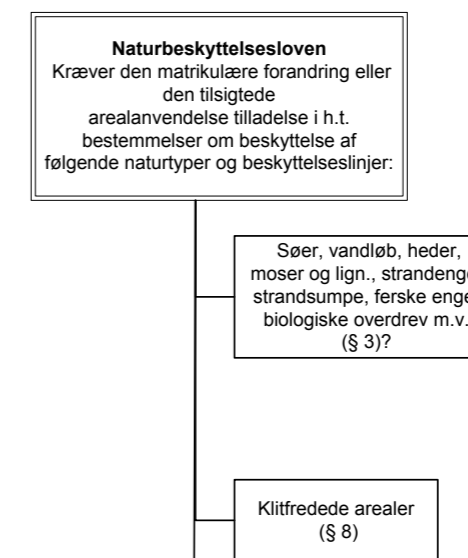 Naturbeskyttelsesloven
Kræver den matrikulære forandring eller
den tilsigtede
arealanvendelse tilladelse i h.t.
bestemmelser om beskyttelse af
følgende naturtyper og beskyttelseslinjer:
Søer, vandløb, heder,
moser og lign., strandenge
strandsumpe, ferske enge
biologiske overdrev m.v.
(§ 3)?
Klitfredede arealer
(§ 8)